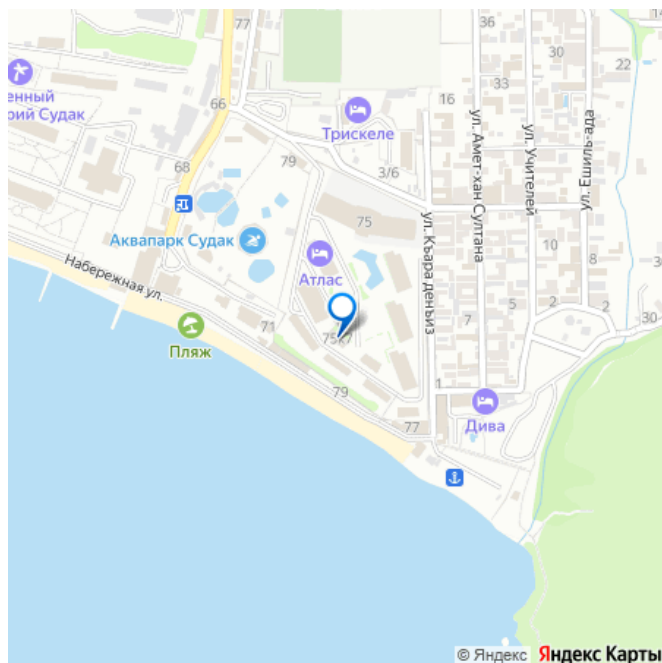 77
14
36
33
30
22
16
енный
рий Судак
66
Трискеле
79
3/6
68
75
Аквапарк Судак
Атлас
ул. Къара деньиз
ул. Амет-хан Султана
ул. Учителей
ул. Ешиль-ада
10
8
Набережная ул.
71
Пляж
75к7
7
5
2
2
30
1
79
77
Дива
© Яндекс Яндекс Карты